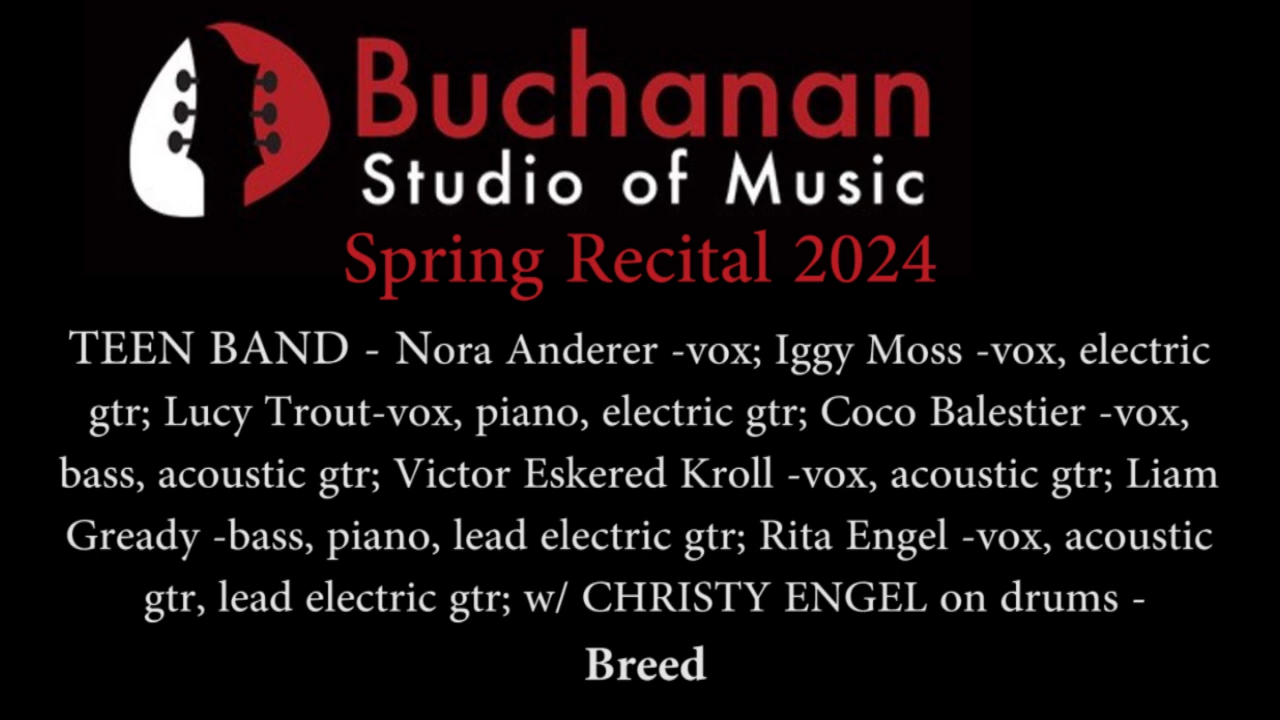 Buchanan
Studio of Music
Spring Recital 2024
TEEN BAND - Nora Anderer -vox; Iggy Moss -vox, electric
gtr; Lucy Trout-vox, piano, electric gtr; Coco Balestier -vox,
bass, acoustic gtr; Victor Eskered Kroll -vox, acoustic gtr; Liam
Gready -bass, piano, lead electric gtr; Rita Engel -vox, acoustic
gtr, lead electric gtr; w/ CHRISTY ENGEL on drums -
Breed